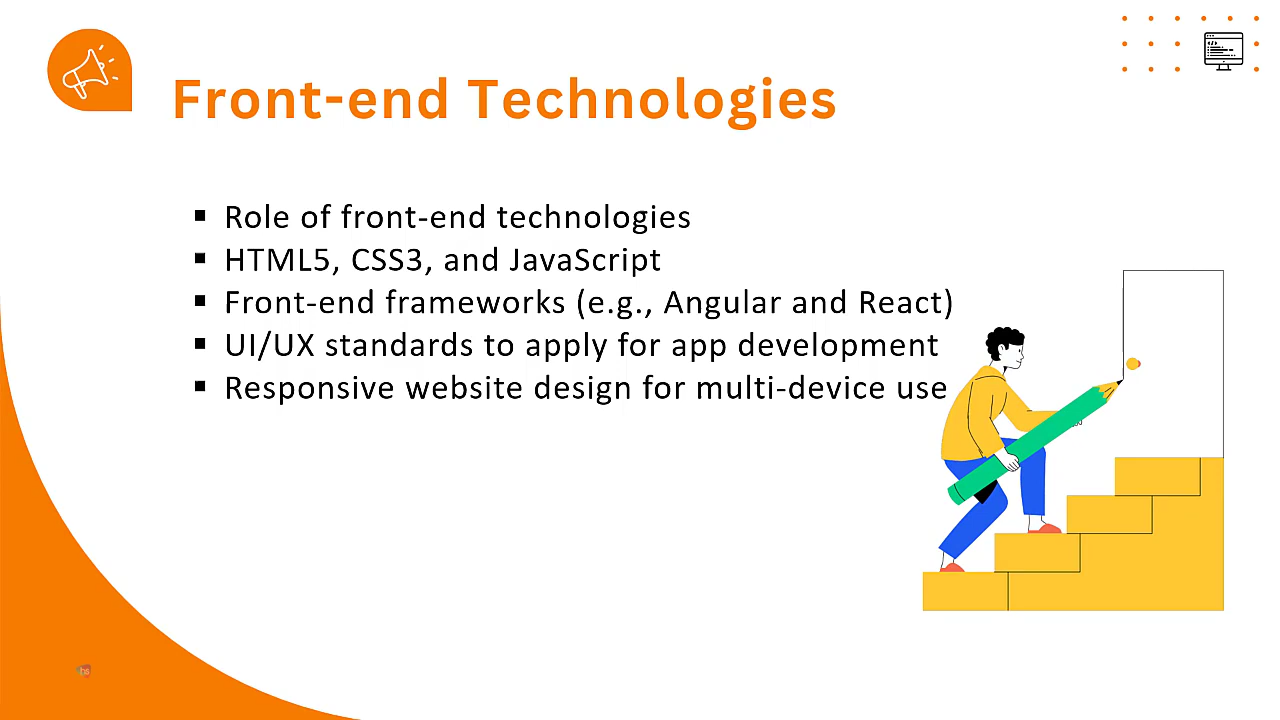 Front-end Technologies
▪ Role of front-end technologies
▪ HTML5, CSS3, and JavaScript
▪ Front-end frameworks (e.g., Angular and React)
▪ UI/UX standards to apply for app development
▪ Responsive website design for multi-device use